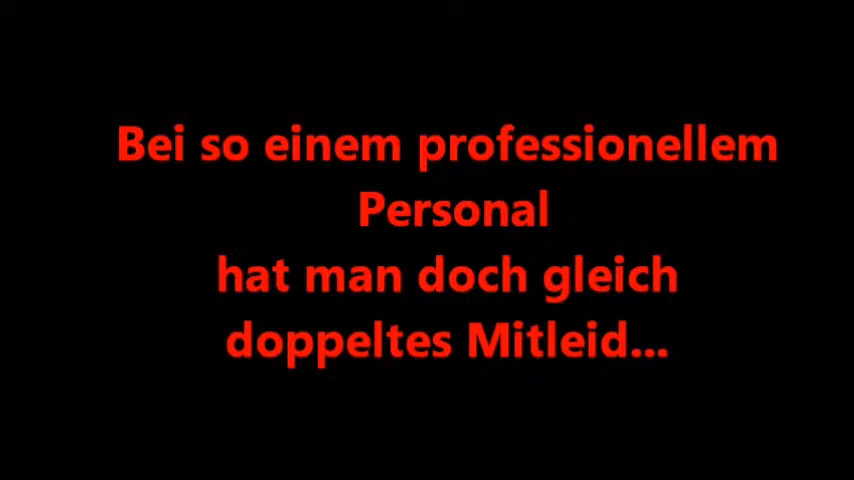 Bei so einem professionellem
Personal
hat man doch gleich
doppeltes Mitleid...